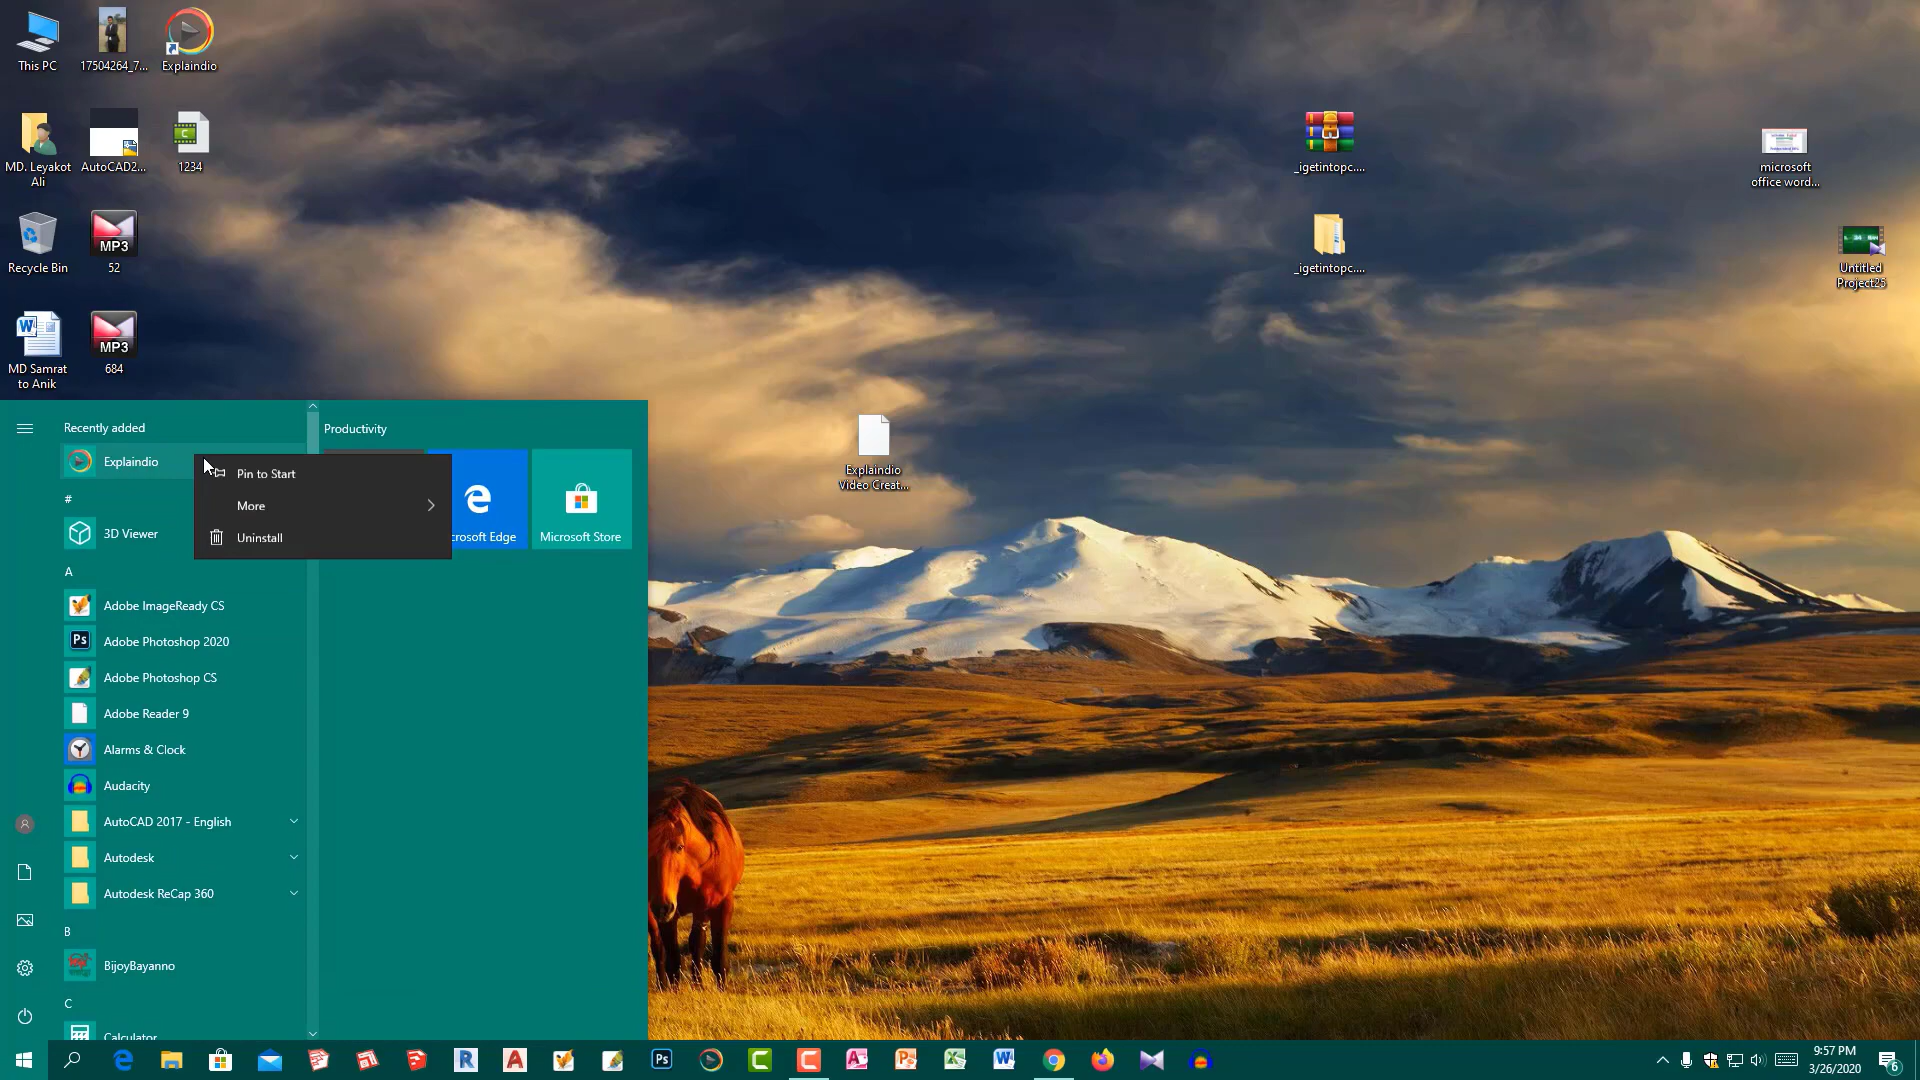 This PC
17504264_7...
Explaindio
MD. Leyakot
Ali
AutoCAD2...
C
1234
Recycle Bin
MP3
52
W
MD Samrat
to Anik
MP3
684
_igetintopc....
_igetintopc....
microsoft
office word...
Untitled
Project25
Explaindio
Video Creat...
Recently added
Explaindio
#
3D Viewer
A
Adobe ImageReady CS
Ps
Adobe Photoshop 2020
Adobe Photoshop CS
Adobe Reader 9
Alarms & Clock
Audacity
AutoCAD 2017 - English
Autodesk
Autodesk ReCap 360
B
BijoyBayanno
C
Calculator
Productivity
Pin to Start
More
Uninstall
crosoft Edge
Microsoft Store
9:57 PM
3/26/2020
6